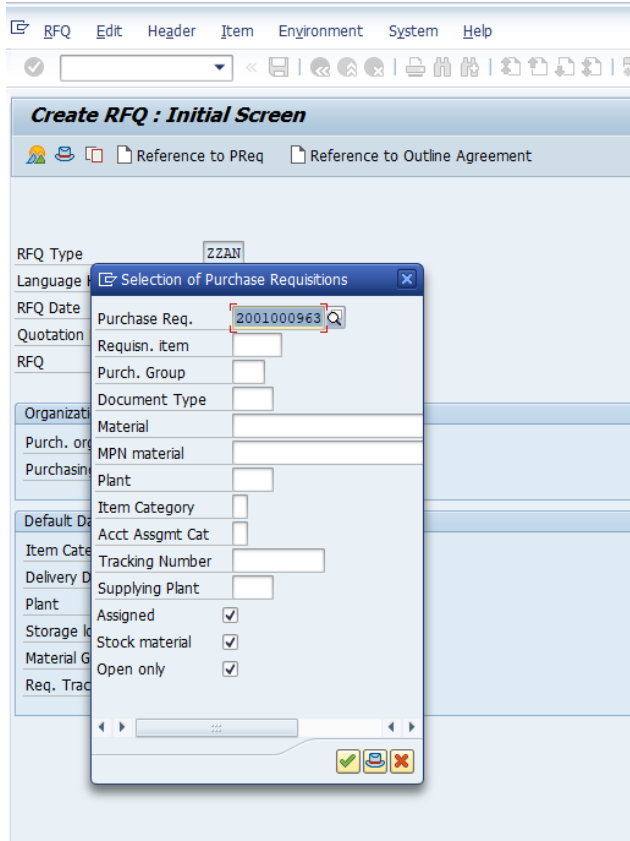 RFQ Edit Header Item Environment System Help
Create RFQ : Initial Screen
Reference to PReq Reference to Outline Agreement
RFQ Type ZZAN
Language
Selection of Purchase Requisitions
RFQ Date
Purchase Req. 2001000963
Quotation
Requisn. item
RFQ
Purch. Group
Document Type
Organizati
Material
Purch. org
MPN material
Purchasing
Plant
Item Category
Default Da
Acct Assgmt Cat
Item Cate
Tracking Number
Delivery D
Supplying Plant
Plant
Assigned
Storage lo
Stock material
Material G
Open only
Req. Trac